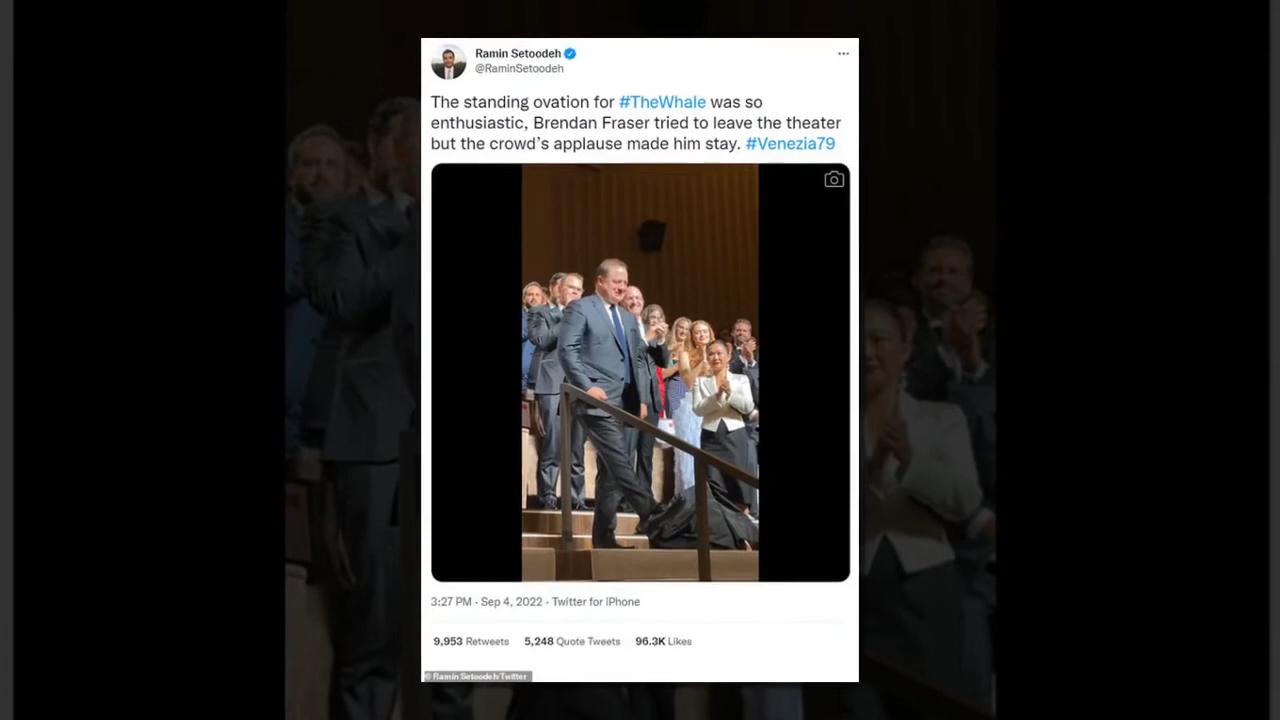 Ramin Setoodeh
@RaminSetoodeh
The standing ovation for #TheWhale was so
enthusiastic, Brendan Fraser tried to leave the theater
but the crowd’s applause made him stay. #Venezia79
3:27 PM · Sep 4, 2022 · Twitter for iPhone
9,953 Retweets 5,248 Quote Tweets 96.3K Likes
© Ramin Setoodeh/Twitter